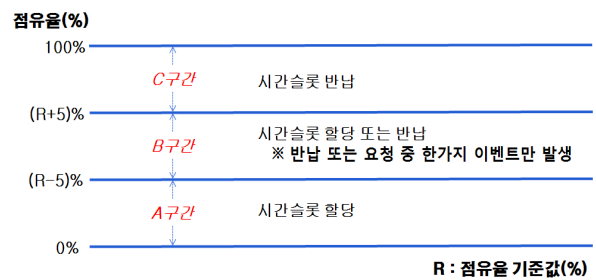 점유율(%)
100%
C구간 시간슬롯 반납
(R+5)%
B구간 시간슬롯 할당 또는 반납
※ 반납 또는 요청 중 한가지 이벤트만 발생
(R-5)%
A구간 시간슬롯 할당
0%
R : 점유율 기준값(%)